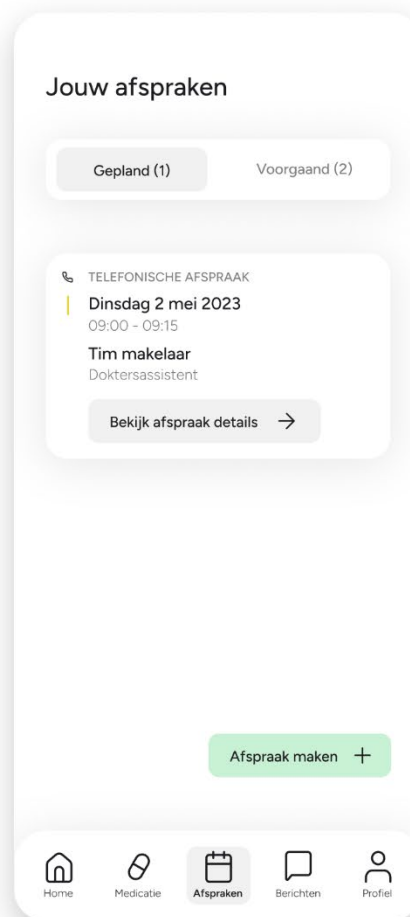 Jouw afspraken
Gepland (1) Voorgaand (2)
TELEFONISCHE AFSPRAAK
Dinsdag 2 mei 2023
09:00 - 09:15
Tim makelaar
Doktersassistent
Bekijk afspraak details
Afspraak maken
Home Medicatie Afspraken Berichten Profiel